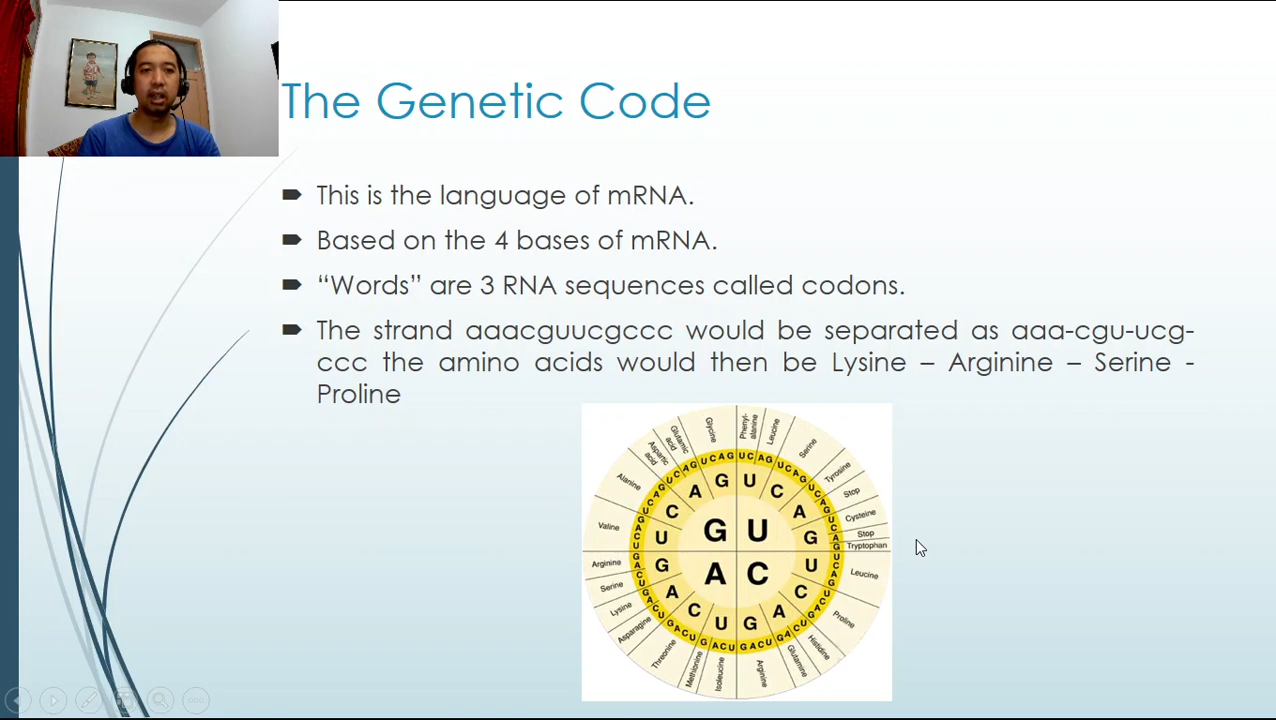 The Genetic Code
This is the language of mRNA.
Based on the 4 bases of mRNA.
“Words” are 3 RNA sequences called codons.
The strand aaacguucgccc would be separated as aaa-cgu-ucg-
ccc the amino acids would then be Lysine – Arginine – Serine -
Proline
Phenyl-
alanine
Leucine
Serine
Tyrosine
Stop
Cysteine
Stop
Tryptophan
Leucine
Proline
Histidine
Glutamine
Arginine
Isoleucine
Methionine
Threonine
Asparagine
Lysine
Serine
Arginine
Valine
Alanine
Aspartic
acid
Glutamic
acid
Glycine
U C A G
U C A G
U C A G
U C A G
G U
A C